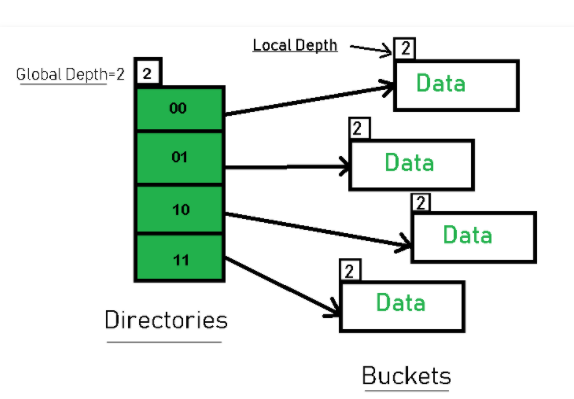 Local Depth
2
Global Depth=2
2
Data
00
2
01
Data
2
10
Data
11
2
Data
Directories
Buckets